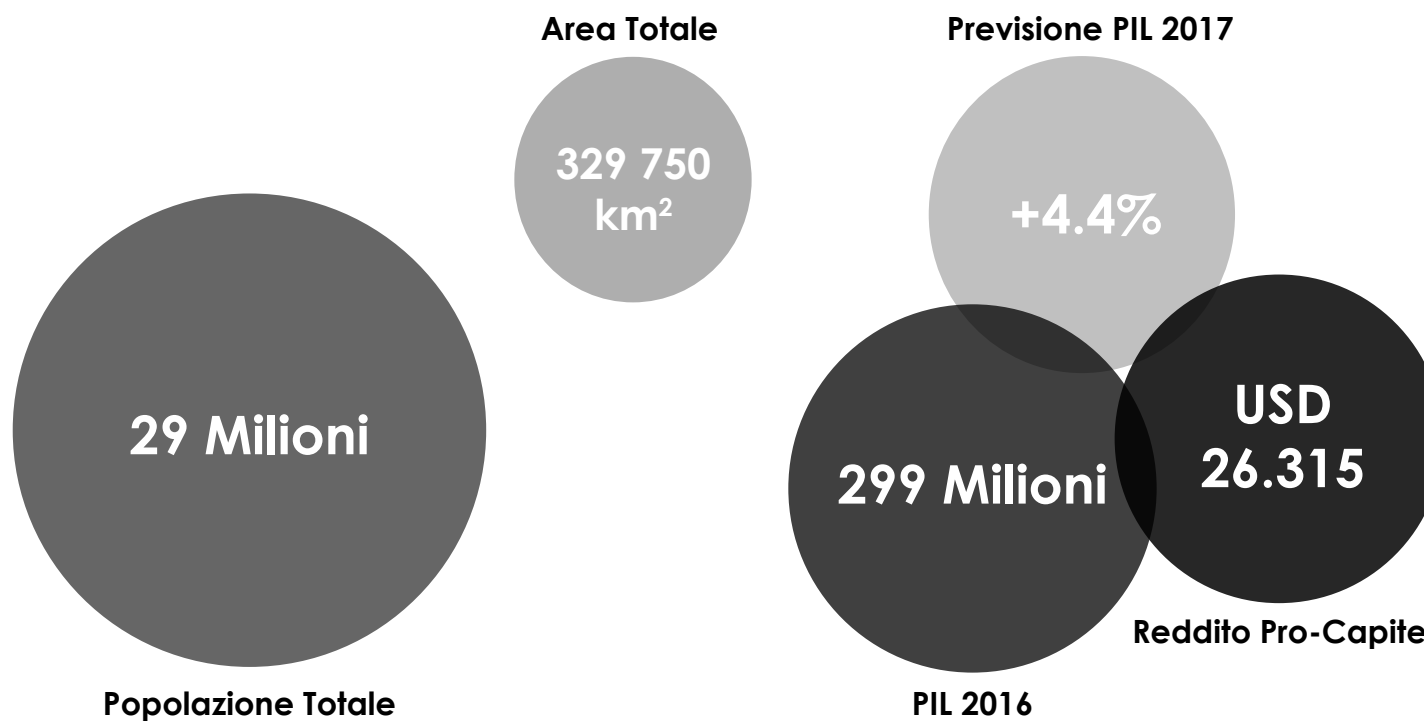 Area Totale
329 750
km²
Previsione PIL 2017
+4.4%
29 Milioni
Popolazione Totale
299 Milioni
PIL 2016
USD
26.315
Reddito Pro-Capite